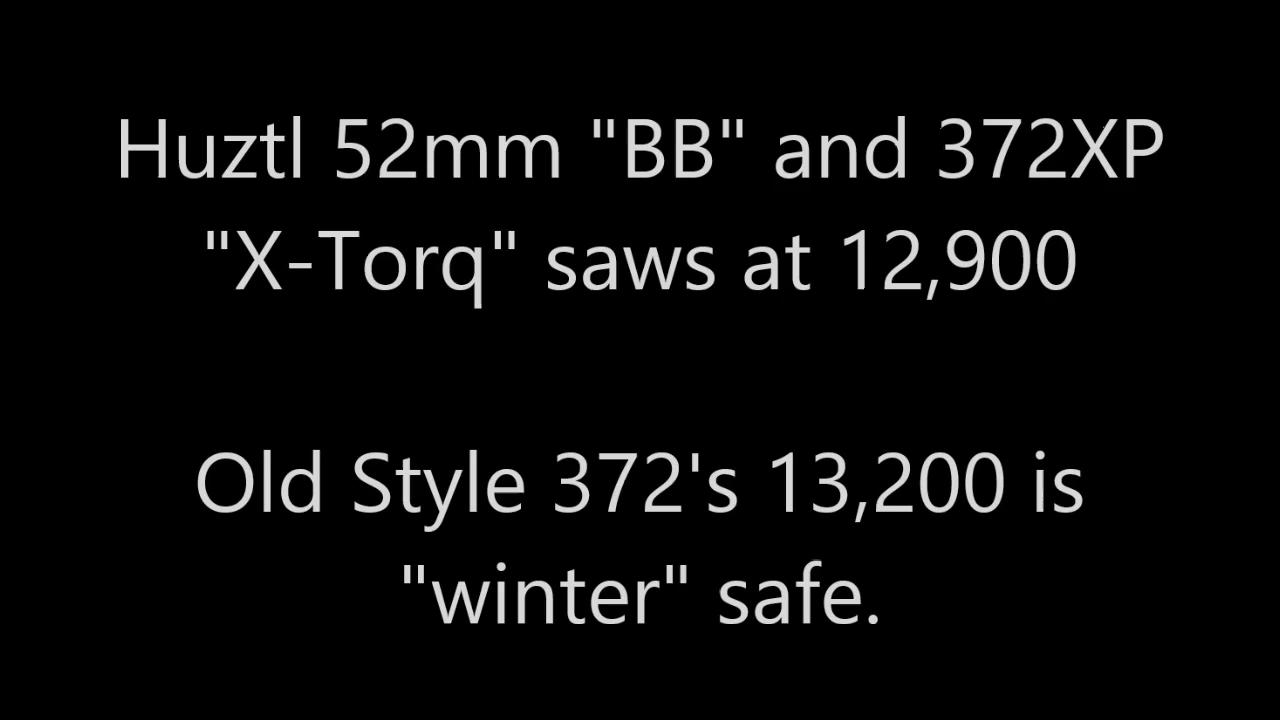 Huztl 52mm "BB" and 372XP
"X-Torq" saws at 12,900
Old Style 372's 13,200 is
"winter" safe.